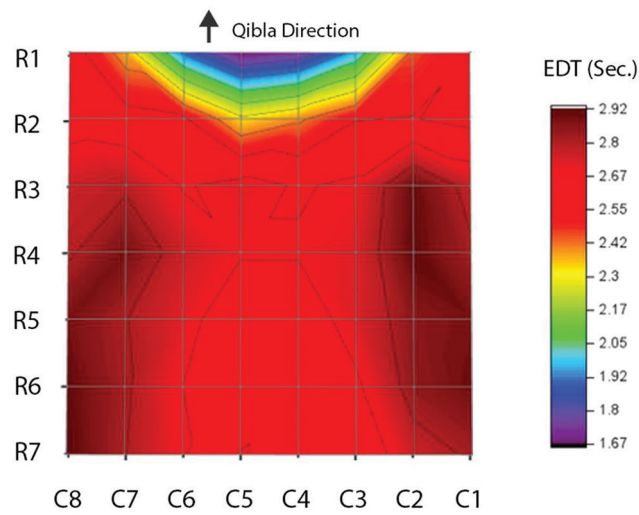 Qibla Direction
R1
R2
R3
R4
R5
R6
R7
C8 C7 C6 C5 C4 C3 C2 C1
EDT (Sec.)
2.92
2.8
2.67
2.55
2.42
2.3
2.17
2.05
1.92
1.8
1.67